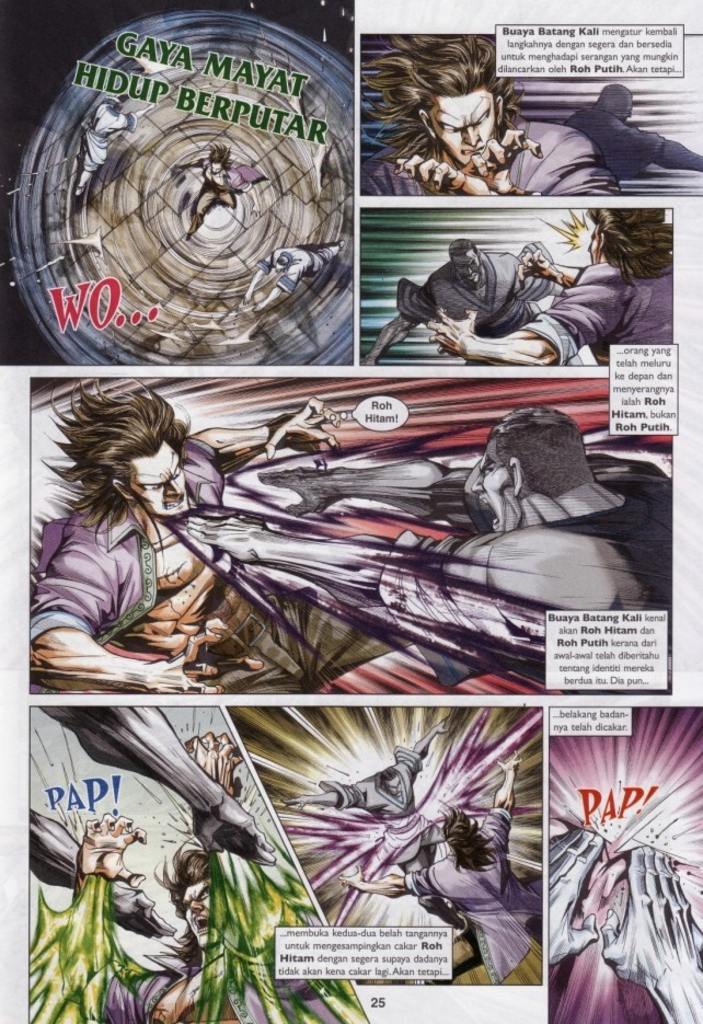 GAYA MAYAT
HIDUP BERPUTAR
WO...
Buaya Batang Kali mengatur kembali
langkahnya dengan segera dan bersedia
untuk menghadapi serangan yang mungkin
dilancarkan oleh Roh Putih. Akan tetapi...
...orang yang
telah meluru
ke depan dan
menyerangnya
ialah Roh
Hitam, bukan
Roh Putih.
Roh
Hitam!
Buaya Batang Kali kenal
akan Roh Hitam dan
Roh Putih kerana dari
awal-awal telah diberitahu
tentang identiti mereka
berdua itu. Dia pun...
PAP!
...membuka kedua-dua belah tangannya
untuk mengesampingkan cakar Roh
Hitam dengan segera supaya dadanya
tidak akan kena cakar lagi. Akan tetapi...
...belakang badan-
nya telah dicakar.
PAP!
25